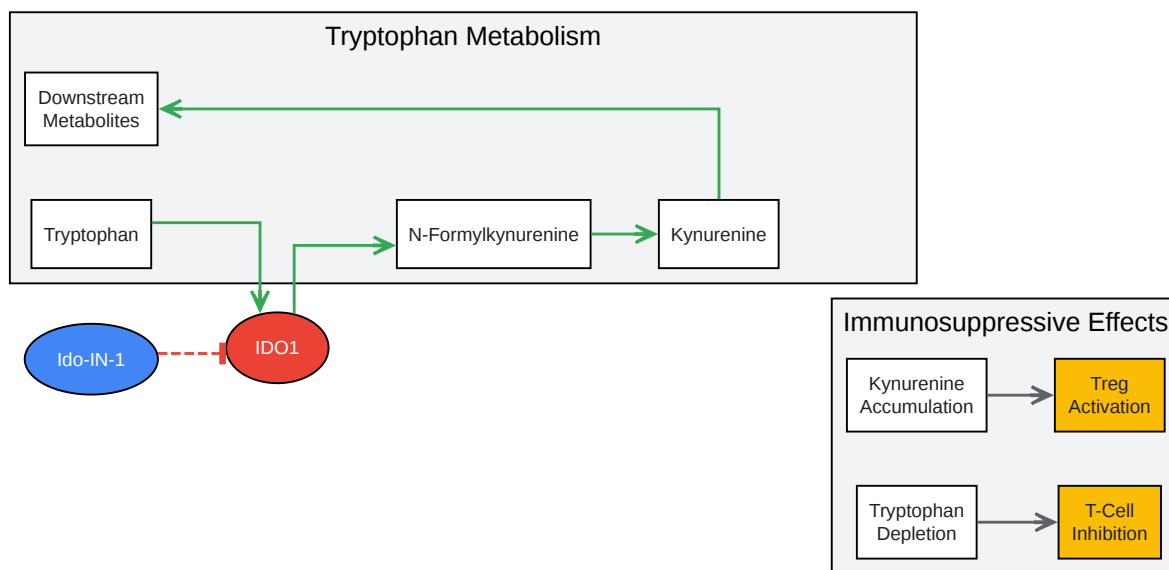 Tryptophan Metabolism
Downstream
Metabolites
Tryptophan
N-Formylkynurenine
Kynurenine
Ido-IN-1
IDO1
Immunosuppressive Effects
Kynurenine
Accumulation
Treg
Activation
Tryptophan
Depletion
T-Cell
Inhibition